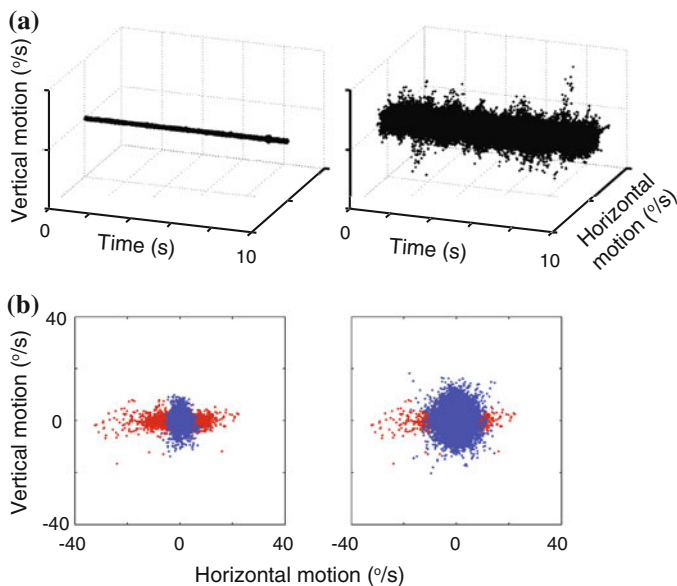 (a)
Vertical motion (º/s)
0
Time (s)
10
0
Time (s)
10
Horizontal
motion (º/s)
(b)
Vertical motion (º/s)
40
0
-40
-40
0
40
-40
0
40
Horizontal motion (º/s)